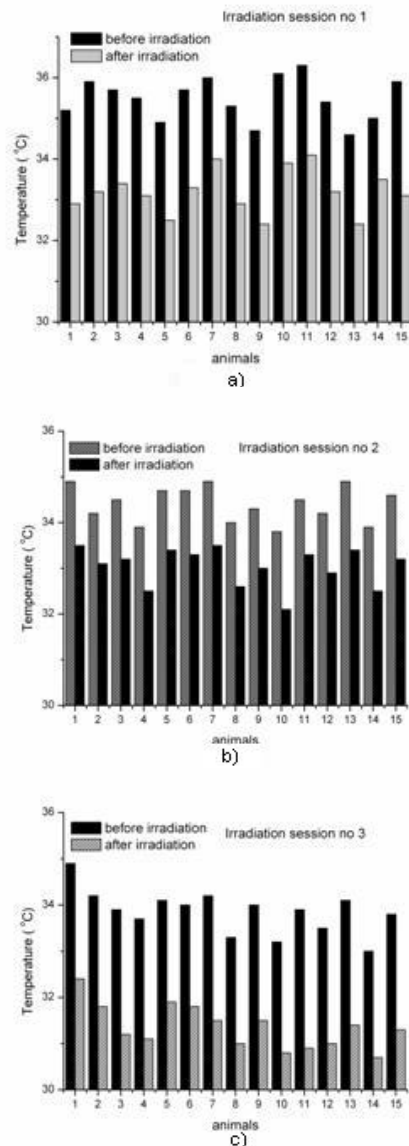 Irradiation session no 1
before irradiation
after irradiation
36
34
32
30
Temperature ( °C)
1 2 3 4 5 6 7 8 9 10 11 12 13 14 15
animals
a)
36
before irradiation
Irradiation session no 2
after irradiation
34
32
30
Temperature ( °C)
1 2 3 4 5 6 7 8 9 10 11 12 13 14 15
animals
b)
36
before irradiation
Irradiation session no 3
after irradiation
34
32
30
Temperature ( °C)
1 2 3 4 5 6 7 8 9 10 11 12 13 14 15
animals
c)